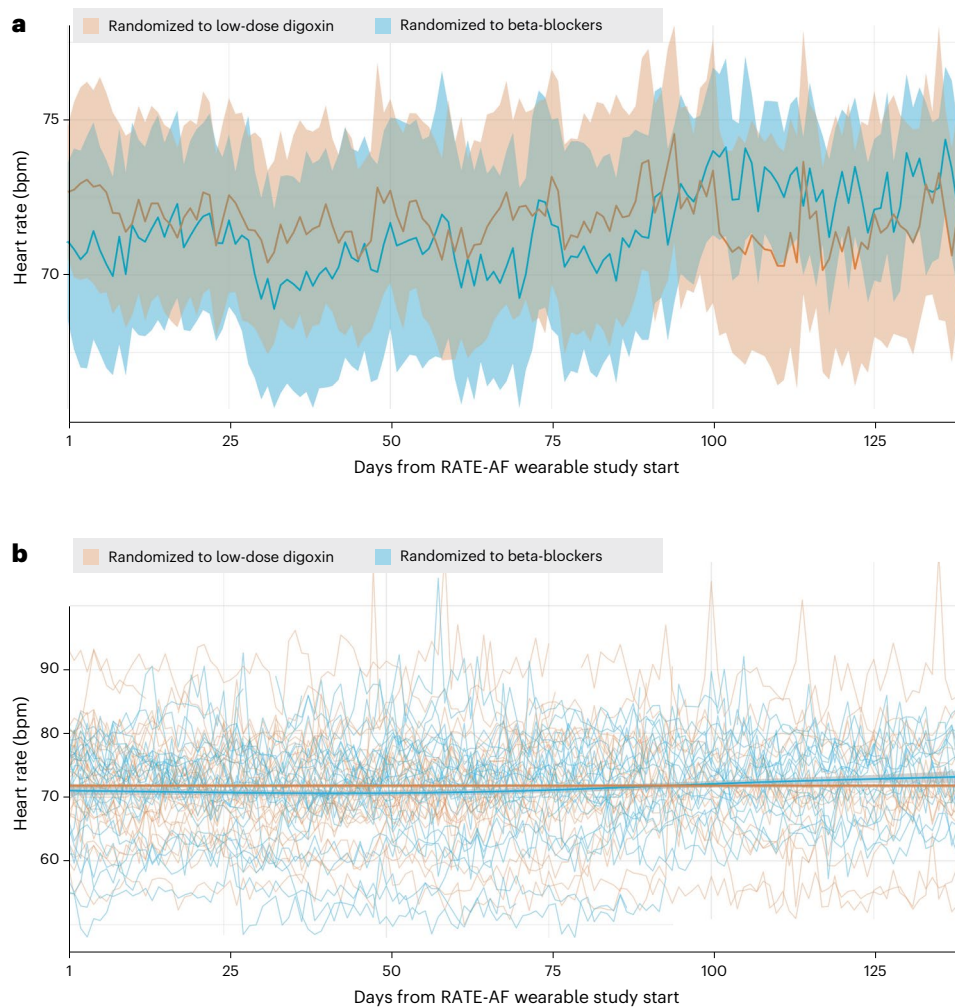 a
Randomized to low-dose digoxin Randomized to beta-blockers
75
70
Heart rate (bpm)
1 25 50 75 100 125
Days from RATE-AF wearable study start
b
Randomized to low-dose digoxin Randomized to beta-blockers
90
80
70
60
Heart rate (bpm)
1 25 50 75 100 125
Days from RATE-AF wearable study start